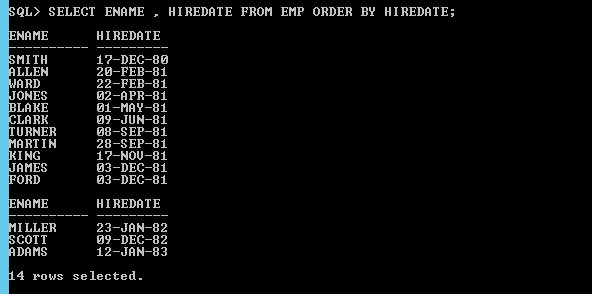 SQL> SELECT ENAME , HIREDATE FROM EMP ORDER BY HIREDATE;
ENAME      HIREDATE
---------- ---------
SMITH      17-DEC-80
ALLEN      20-FEB-81
WARD       22-FEB-81
JONES      02-APR-81
BLAKE      01-MAY-81
CLARK      09-JUN-81
TURNER     08-SEP-81
MARTIN     28-SEP-81
KING       17-NOV-81
JAMES      03-DEC-81
FORD       03-DEC-81
ENAME      HIREDATE
---------- ---------
MILLER     23-JAN-82
SCOTT      09-DEC-82
ADAMS      12-JAN-83
14 rows selected.